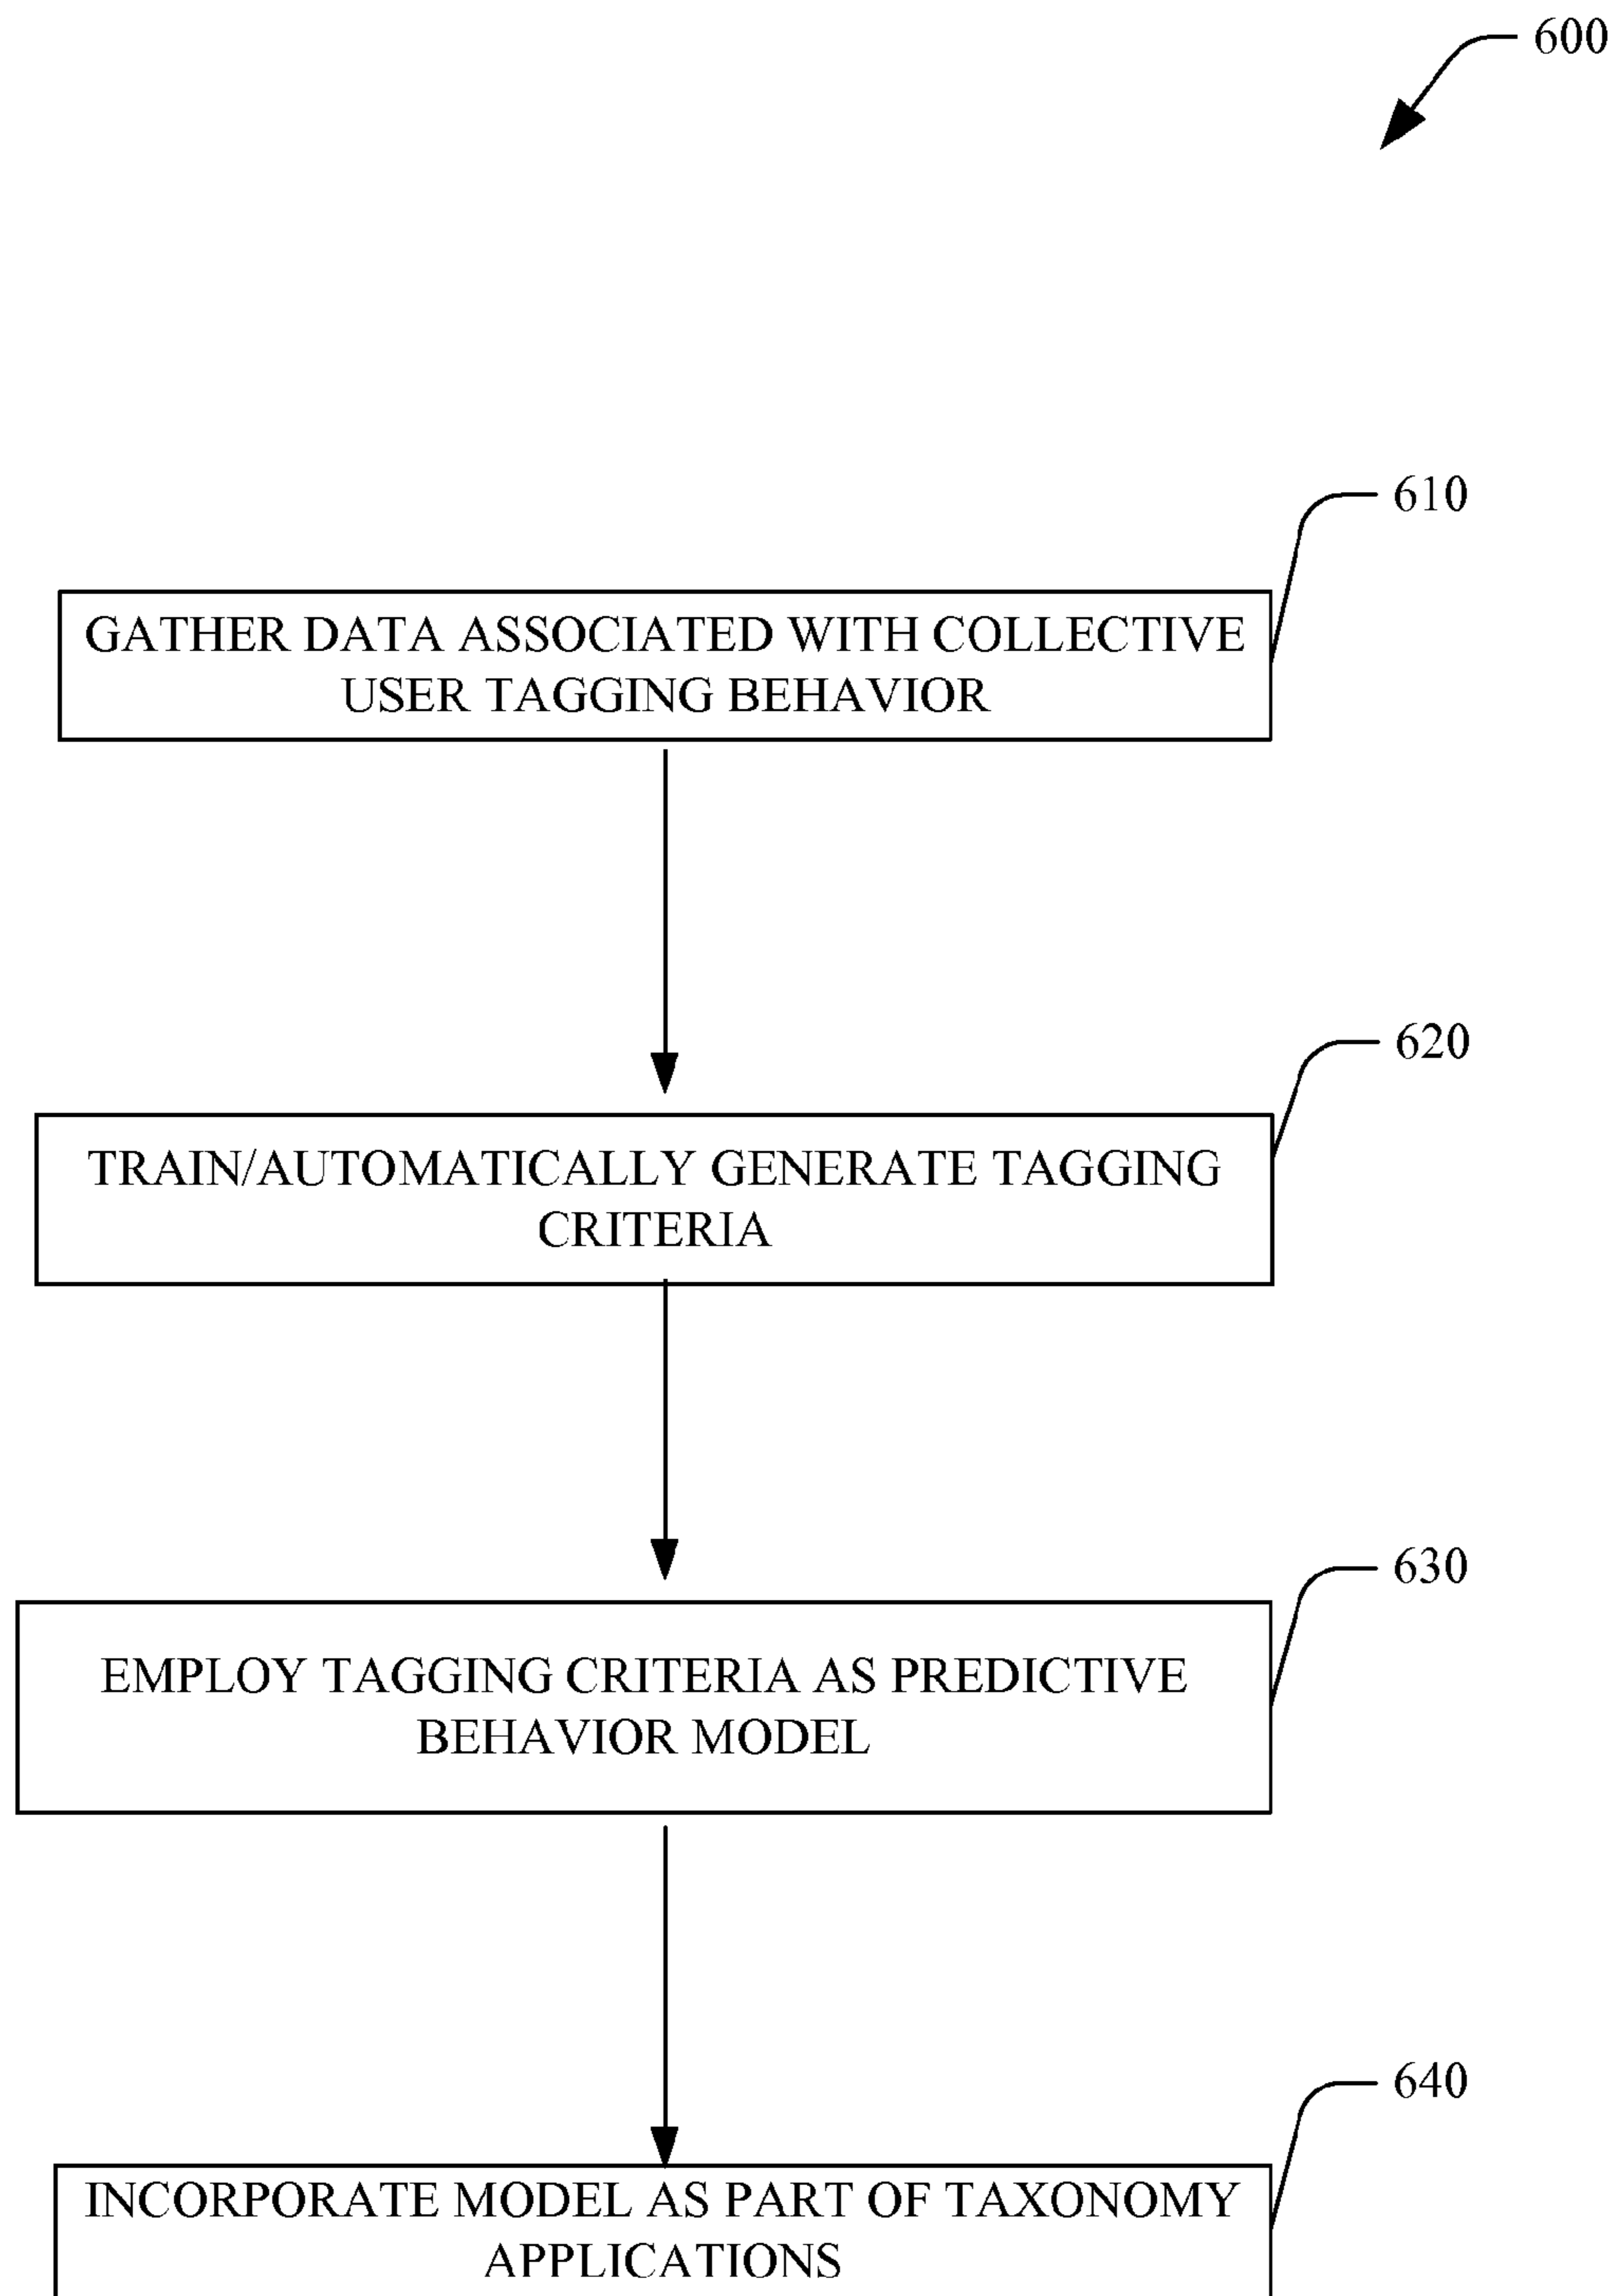 600
610
GATHER DATA ASSOCIATED WITH COLLECTIVE
USER TAGGING BEHAVIOR
620
TRAIN/AUTOMATICALLY GENERATE TAGGING
CRITERIA
630
EMPLOY TAGGING CRITERIA AS PREDICTIVE
BEHAVIOR MODEL
640
INCORPORATE MODEL AS PART OF TAXONOMY
APPLICATIONS